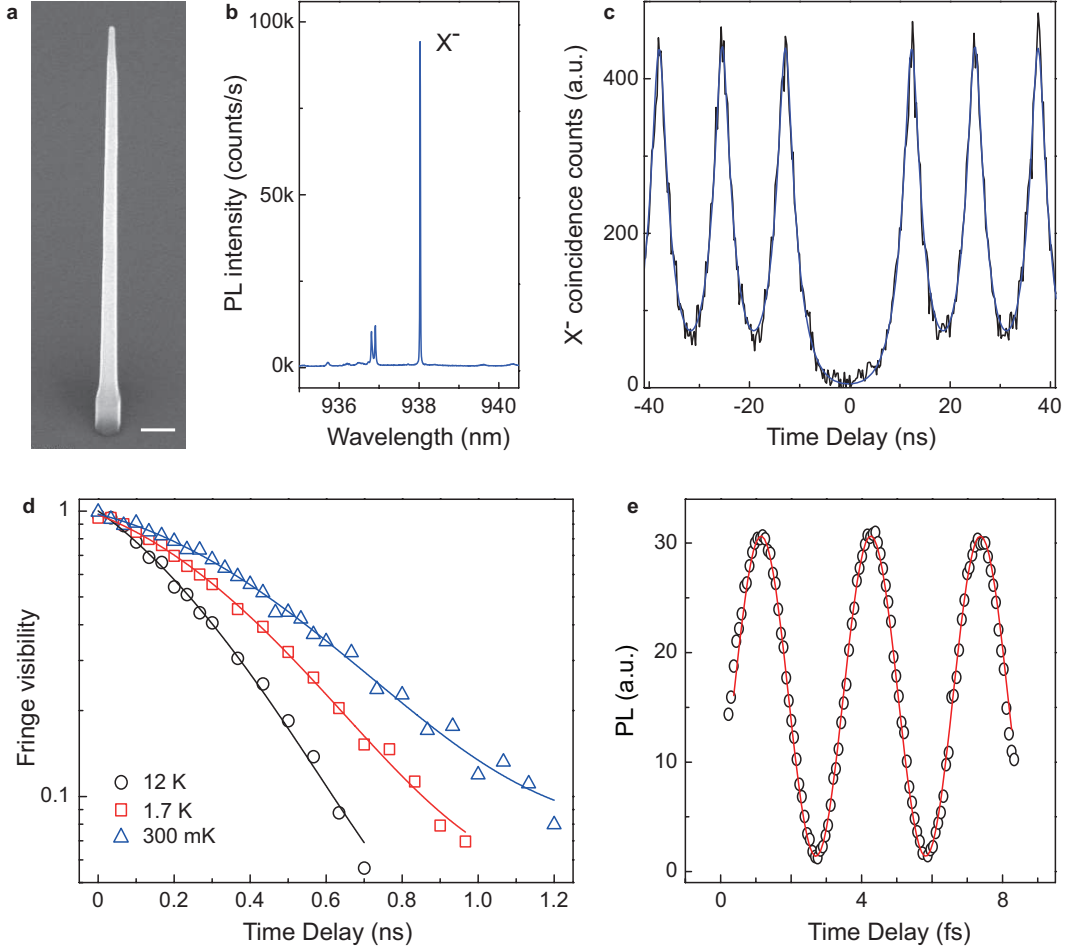 a
b
100k
50k
0k
X⁻
PL intensity (counts/s)
936
938
940
Wavelength (nm)
c
400
200
0
X⁻ coincidence counts (a.u.)
-40
-20
0
20
40
Time Delay (ns)
d
1
0.1
Fringe visibility
12 K
1.7 K
300 mK
0
0.2
0.4
0.6
0.8
1.0
1.2
Time Delay (ns)
e
30
20
10
0
PL (a.u.)
0
4
8
Time Delay (fs)